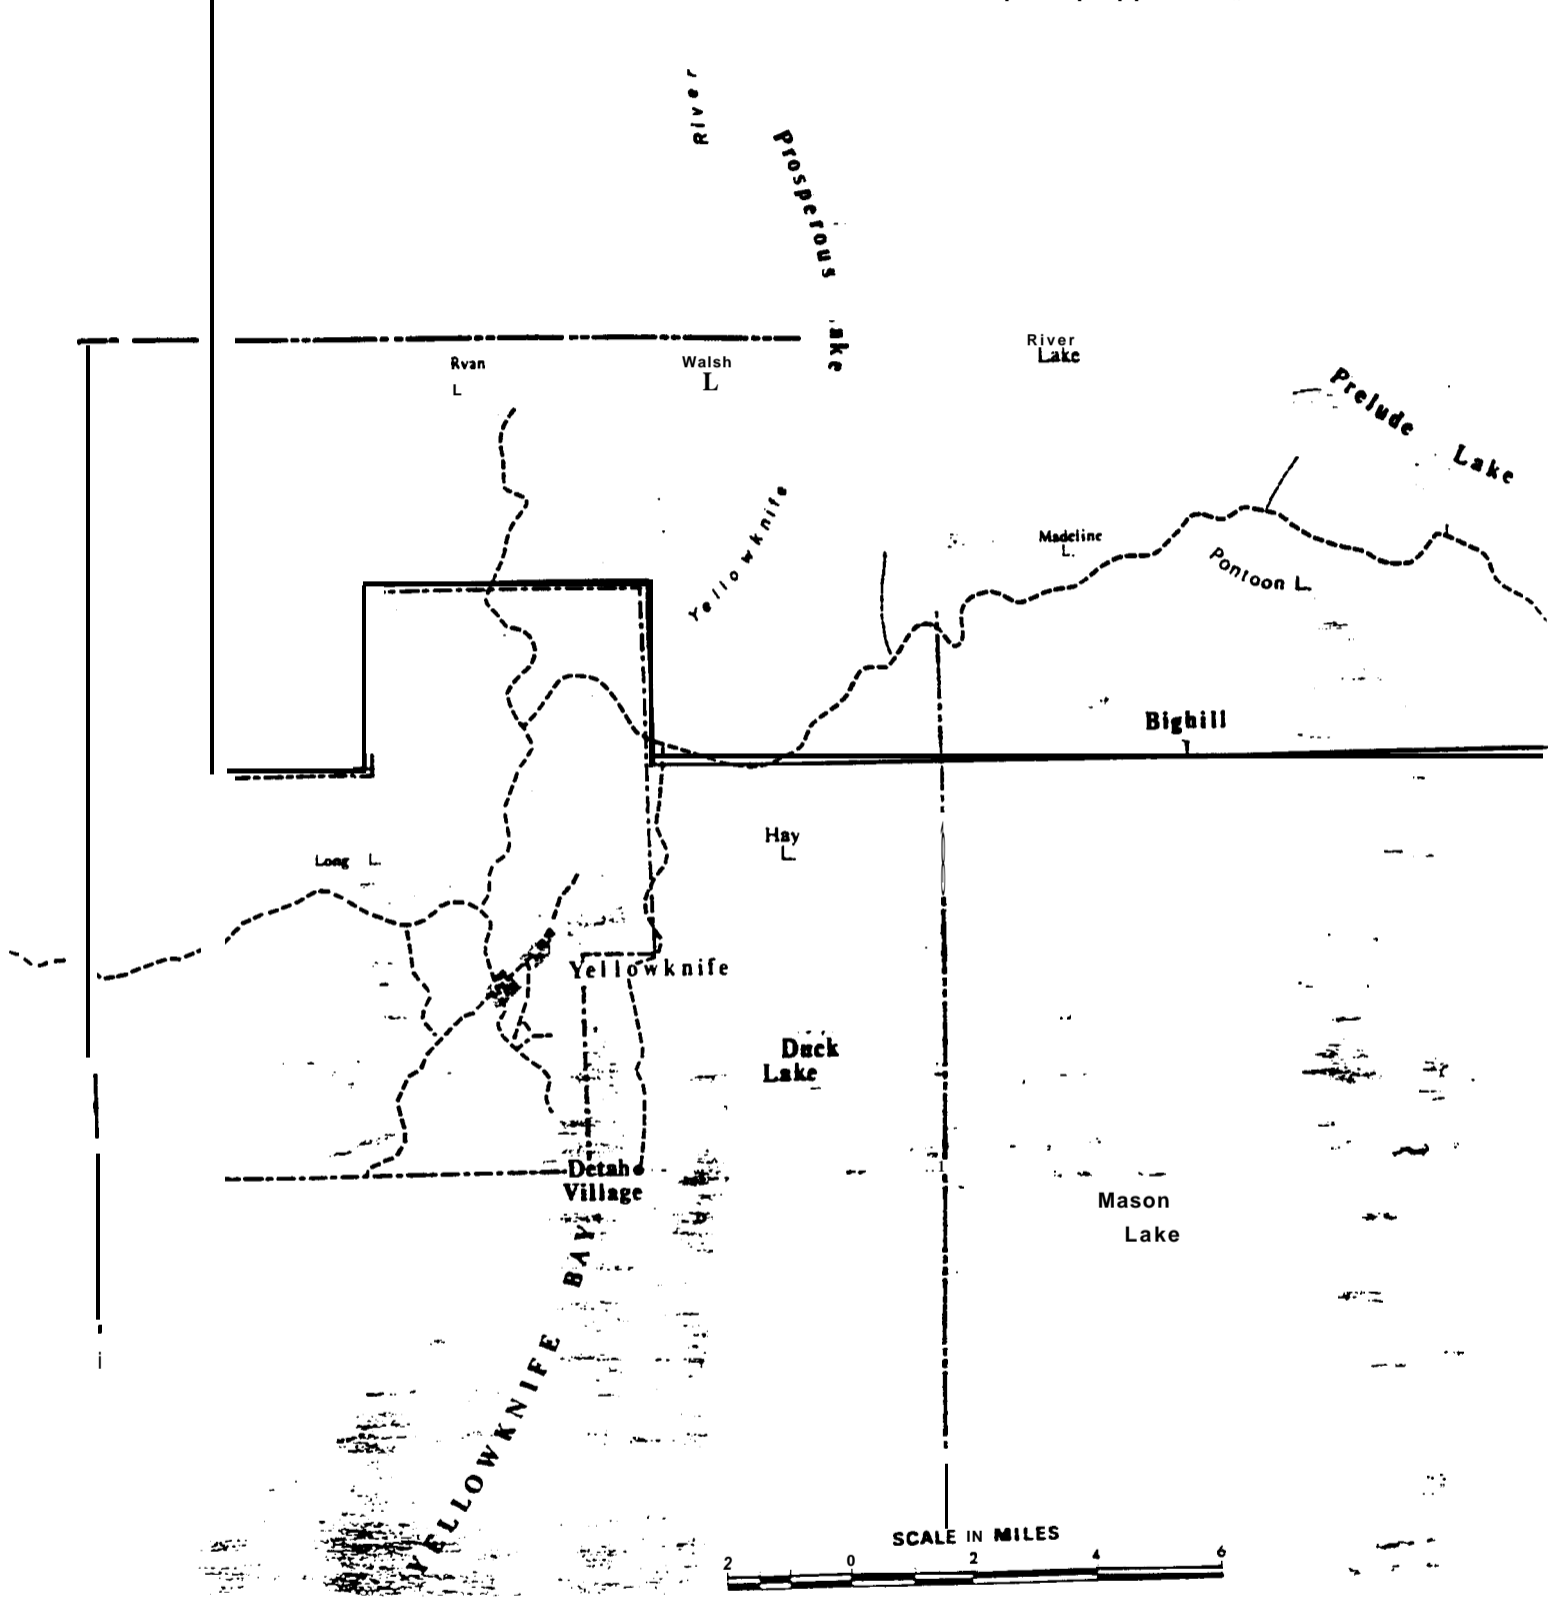 River
Prosperous
ake
Rvan
L
Walsh
L
River
Lake
Prelude Lake
Yellowknife
Madeline
L.
Pontoon L.
Bighill
Hay
L
Long L.
Yellowknife
Duck
Lake
Detah
Village
Mason
Lake
YELLOWKNIFE BAY
SCALE IN MILES
2 0 2 4 6